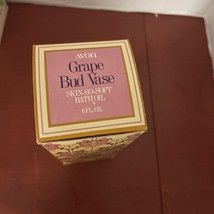 AVON
Grape
Bud Vase
SKIN-SO-SOFT
BATH OIL
6 FL. OZ.